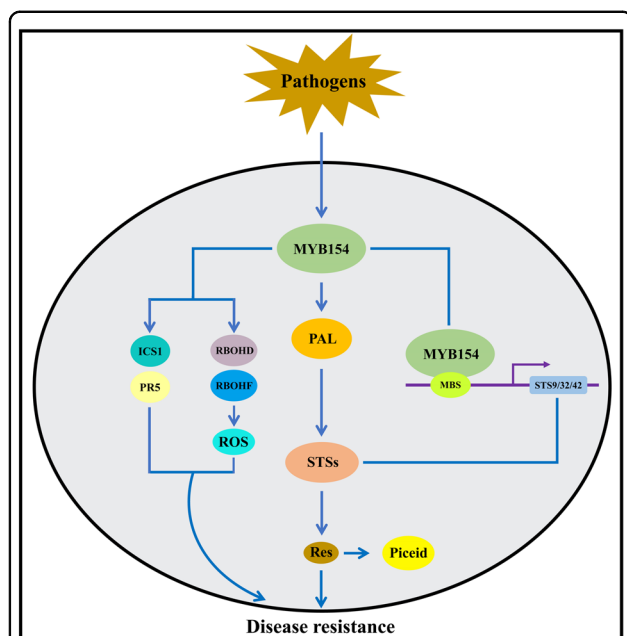 Pathogens
MYB154
ICS1
RBOHD
PAL
MYB154
PR5
RBOHF
MBS
STS9/32/42
ROS
STSs
Res
Piceid
Disease resistance